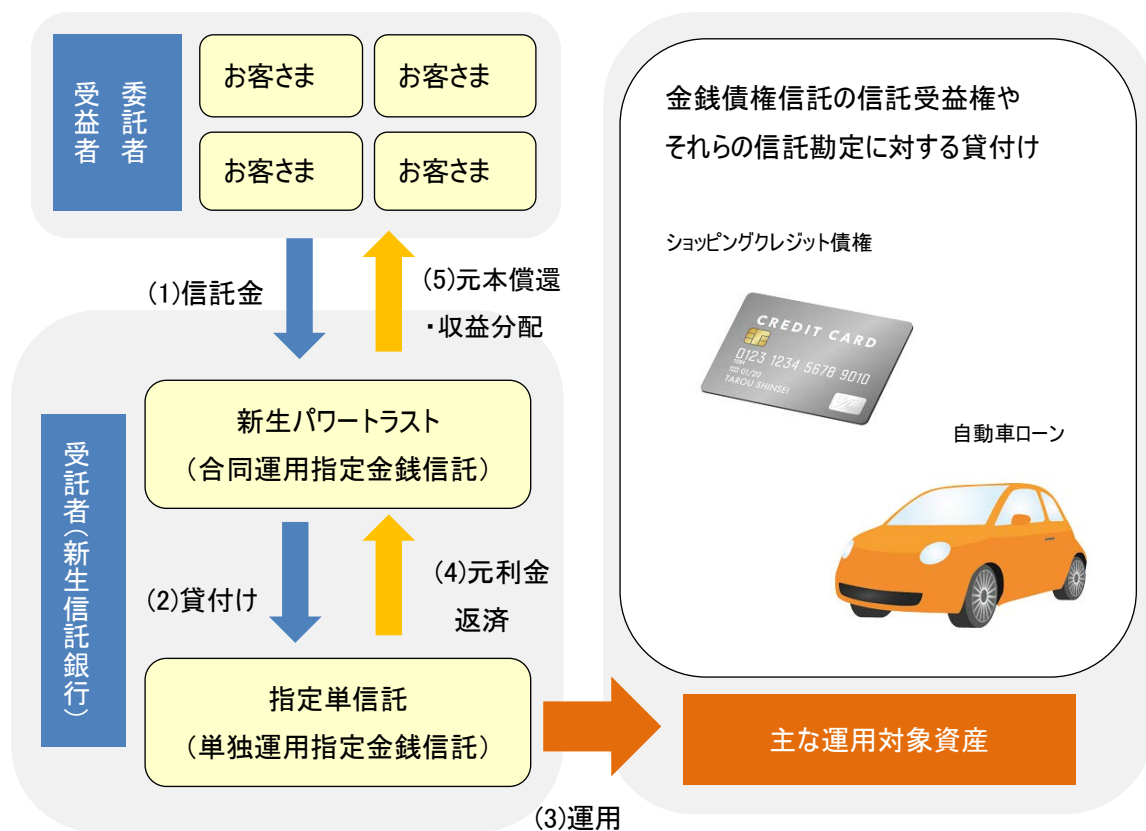 委託者
受益者
お客さま
お客さま
お客さま
お客さま
(1)信託金
(5)元本償還
・収益分配
受託者(新生信託銀行)
新生パワートラスト
(合同運用指定金銭信託)
(2)貸付け
(4)元利金
返済
指定単信託
(単独運用指定金銭信託)
(3)運用
金銭債権信託の信託受益権や
それらの信託勘定に対する貸付け
ショッピングクレジット債権
CREDIT CARD
0123 1234 5678 9010
01/20
TAROU SHINSEI
自動車ローン
主な運用対象資産